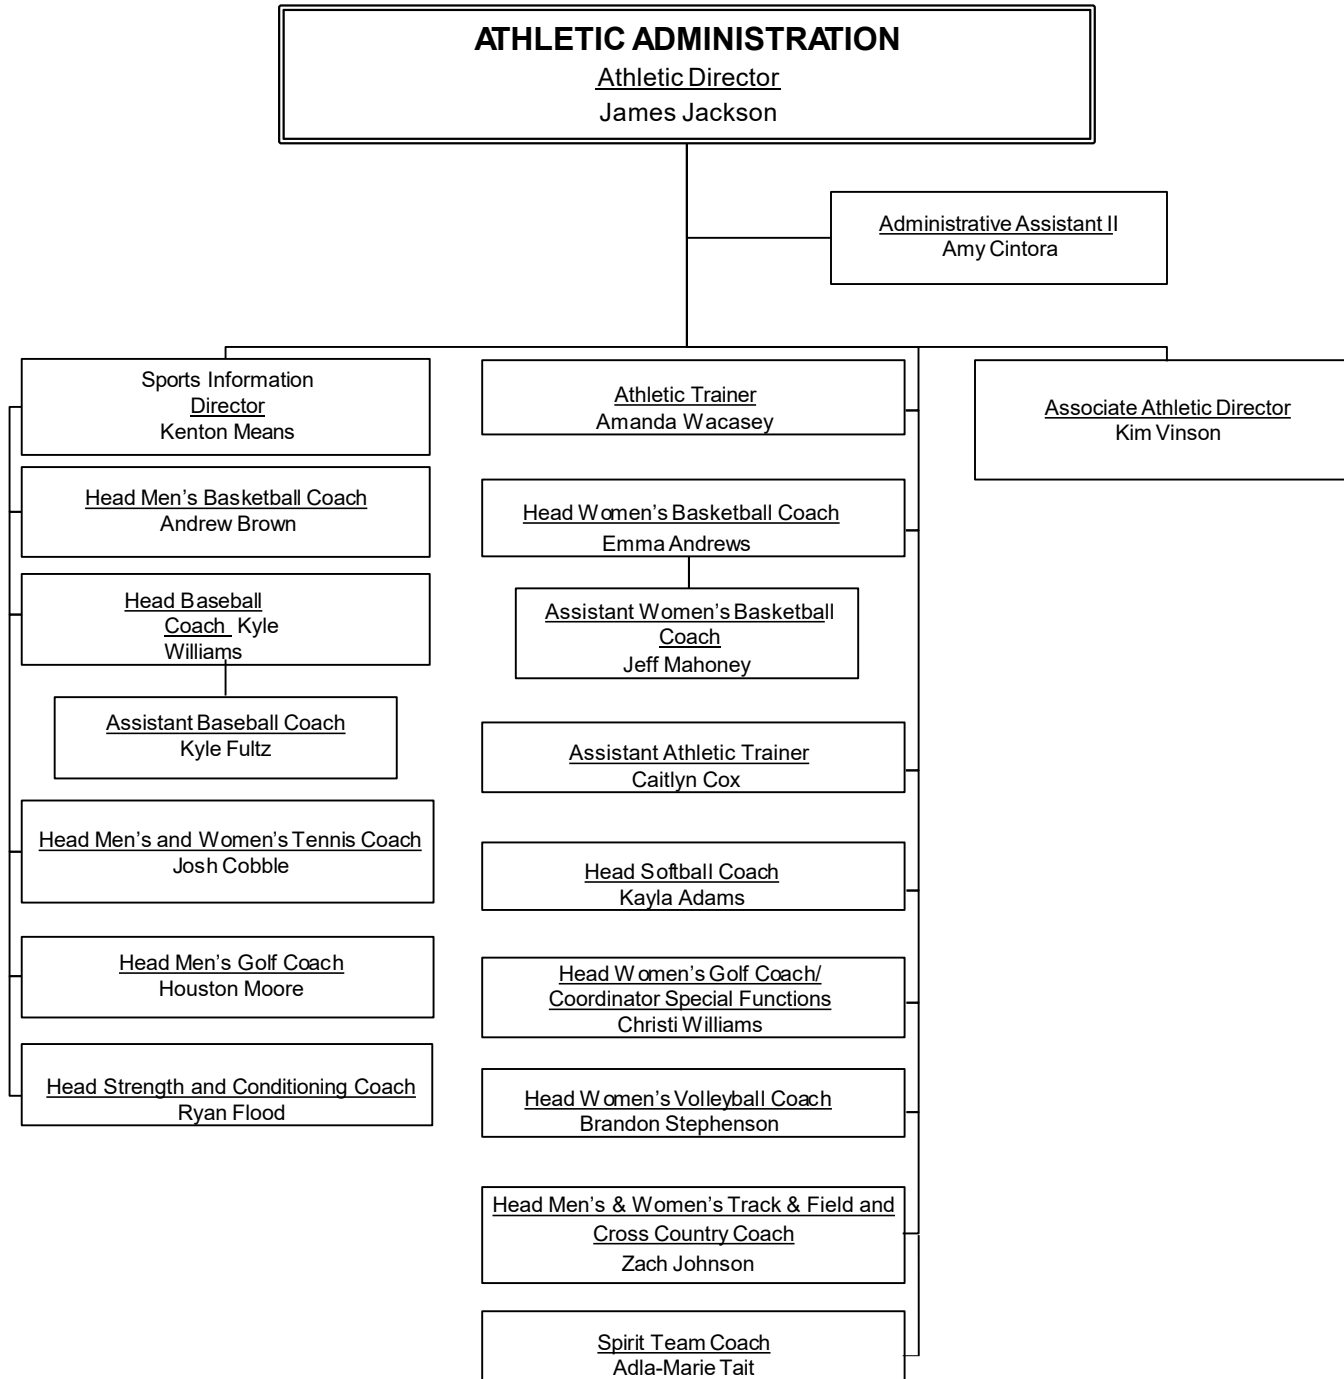 ATHLETIC ADMINISTRATION
Athletic Director
James Jackson
Administrative Assistant II
Amy Cintora
Sports Information
Director
Kenton Means
Head Men’s Basketball Coach
Andrew Brown
Head Baseball
Coach Kyle
Williams
Assistant Baseball Coach
Kyle Fultz
Head Men’s and Women’s Tennis Coach
Josh Cobble
Head Men’s Golf Coach
Houston Moore
Head Strength and Conditioning Coach
Ryan Flood
Athletic Trainer
Amanda Wacasey
Head Women’s Basketball Coach
Emma Andrews
Assistant Women’s Basketball
Coach
Jeff Mahoney
Assistant Athletic Trainer
Caitlyn Cox
Head Softball Coach
Kayla Adams
Head Women’s Golf Coach/
Coordinator Special Functions
Christi Williams
Head Women’s Volleyball Coach
Brandon Stephenson
Head Men’s & Women’s Track & Field and
Cross Country Coach
Zach Johnson
Spirit Team Coach
Adla-Marie Tait
Associate Athletic Director
Kim Vinson